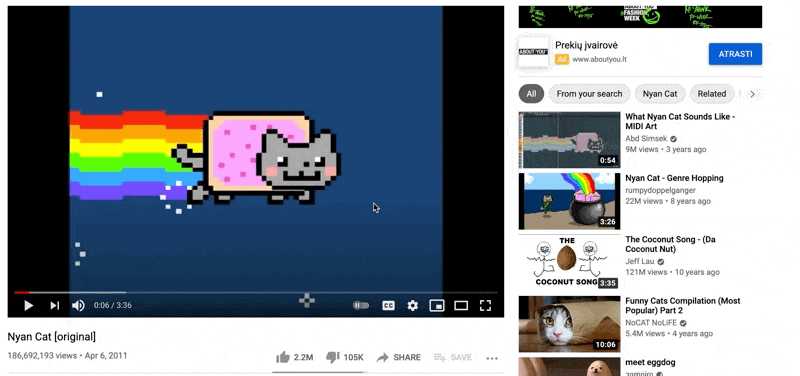 ABOUT YOU
FASHION
WEEK
ABOUT YOU
Prekių įvairovė
Ad www.aboutyou.lt
ATRASTI
All
From your search
Nyan Cat
Related
What Nyan Cat Sounds Like -
MIDI Art
Abd Simsek
9M views • 3 years ago
0:54
Nyan Cat - Genre Hopping
rumpydoppelganger
22M views • 8 years ago
3:26
THE
COCONUT SONG
3:35
The Coconut Song - (Da
Coconut Nut)
Jeff Lau
121M views • 10 years ago
Funny Cats Compilation (Most
Popular) Part 2
NoCAT NoLiFE
5.4M views • 4 years ago
10:06
meet eggdog
0:06 / 3:36
CC
Nyan Cat [original]
186,692,193 views • Apr 6, 2011
2.2M
105K
SHARE
SAVE